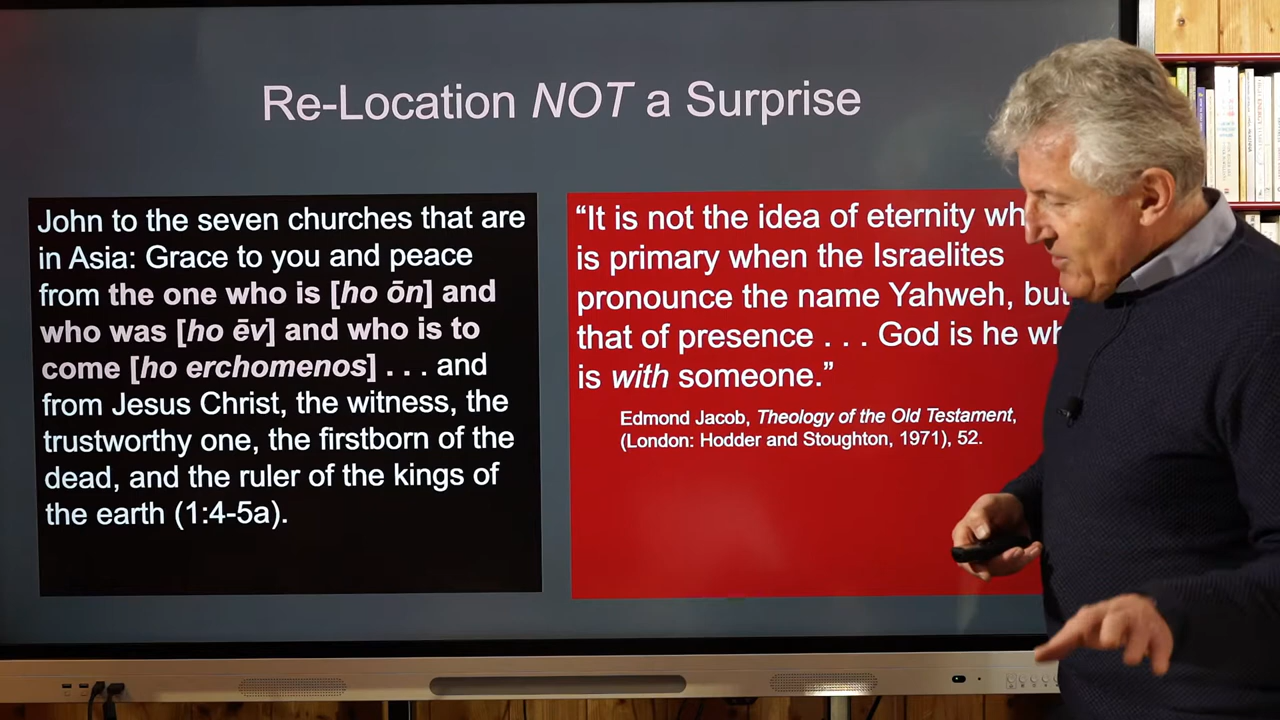 Re-Location NOT a Surprise
John to the seven churches that are
in Asia: Grace to you and peace
from the one who is [ho ōn] and
who was [ho ēv] and who is to
come [ho erchomenos] . . . and
from Jesus Christ, the witness, the
trustworthy one, the firstborn of the
dead, and the ruler of the kings of
the earth (1:4-5a).
“It is not the idea of eternity wh
is primary when the Israelites
pronounce the name Yahweh, but
that of presence . . . God is he wh
is with someone.”
Edmond Jacob, Theology of the Old Testament,
(London: Hodder and Stoughton, 1971), 52.